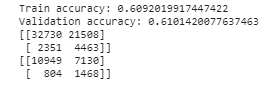 Train accuracy: 0.6092019917447422
Validation accuracy: 0.6101420077637463
[[32730 21508]
[ 2351 4463]]
[[10949 7130]
[ 804 1468]]